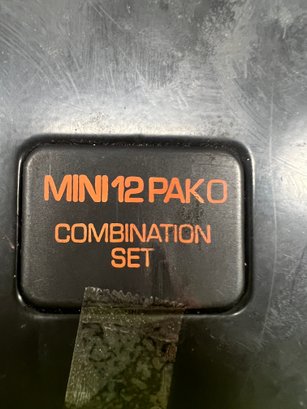 MINI 12 PAK O
COMBINATION
SET